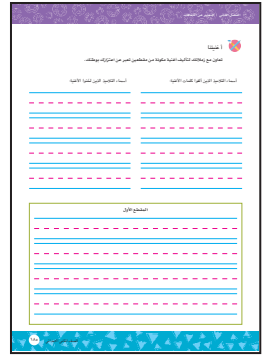 أغنيتنا
تعاون مع زملائك لتأليف أغنية مكونة من مقطعين تعبر عن اعتزازك بوطنك.
أسماء التلاميذ الذين ألفوا كلمات الأغنية
أسماء التلاميذ الذين غنوا الأغنية
المقطع الأول